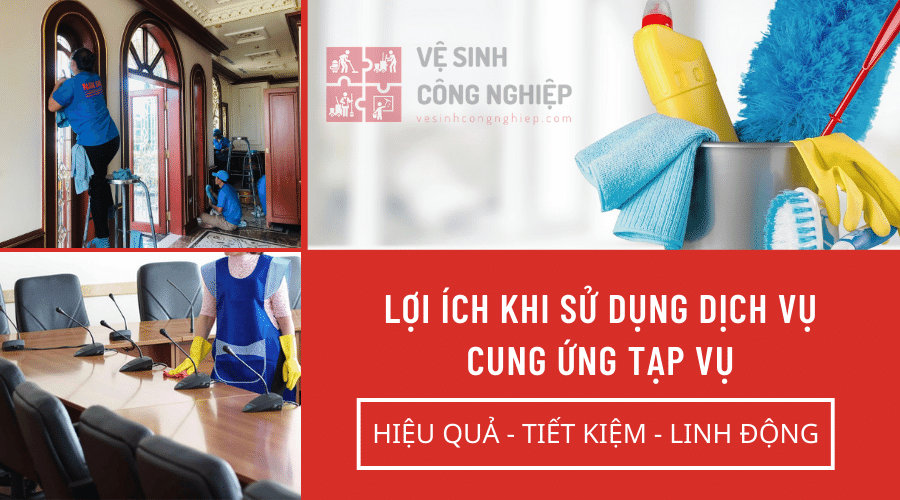 VỆ SINH
CÔNG NGHIỆP
vesinhcongnghiep.com
LỢI ÍCH KHI SỬ DỤNG DỊCH VỤ
CUNG ỨNG TẠP VỤ
HIỆU QUẢ - TIẾT KIỆM - LINH ĐỘNG